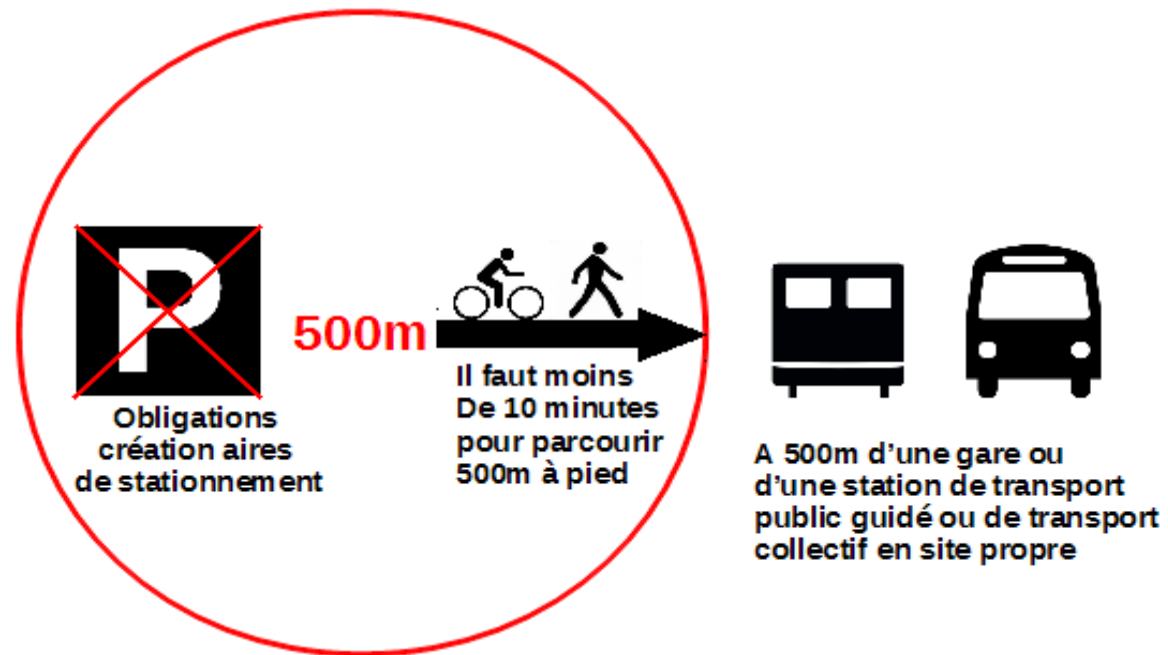 P
500m
Il faut moins
De 10 minutes
pour parcourir
500m à pied
Obligations
création aires
de stationnement
A 500m d’une gare ou
d’une station de transport
public guidé ou de transport
collectif en site propre